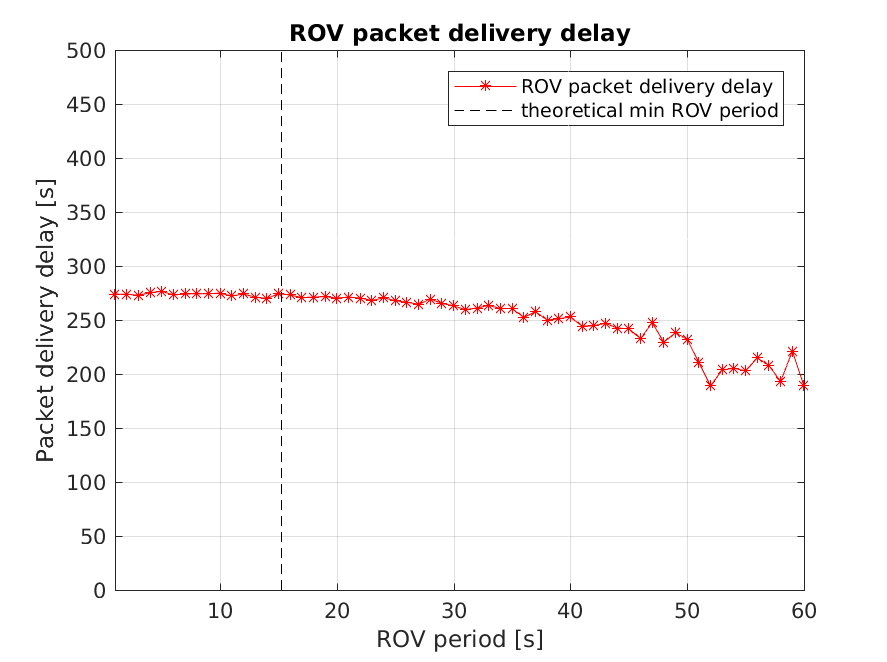 ROV packet delivery delay
500
450
400
350
300
250
200
150
100
50
0
Packet delivery delay [s]
ROV packet delivery delay
theoretical min ROV period
10 20 30 40 50 60
ROV period [s]